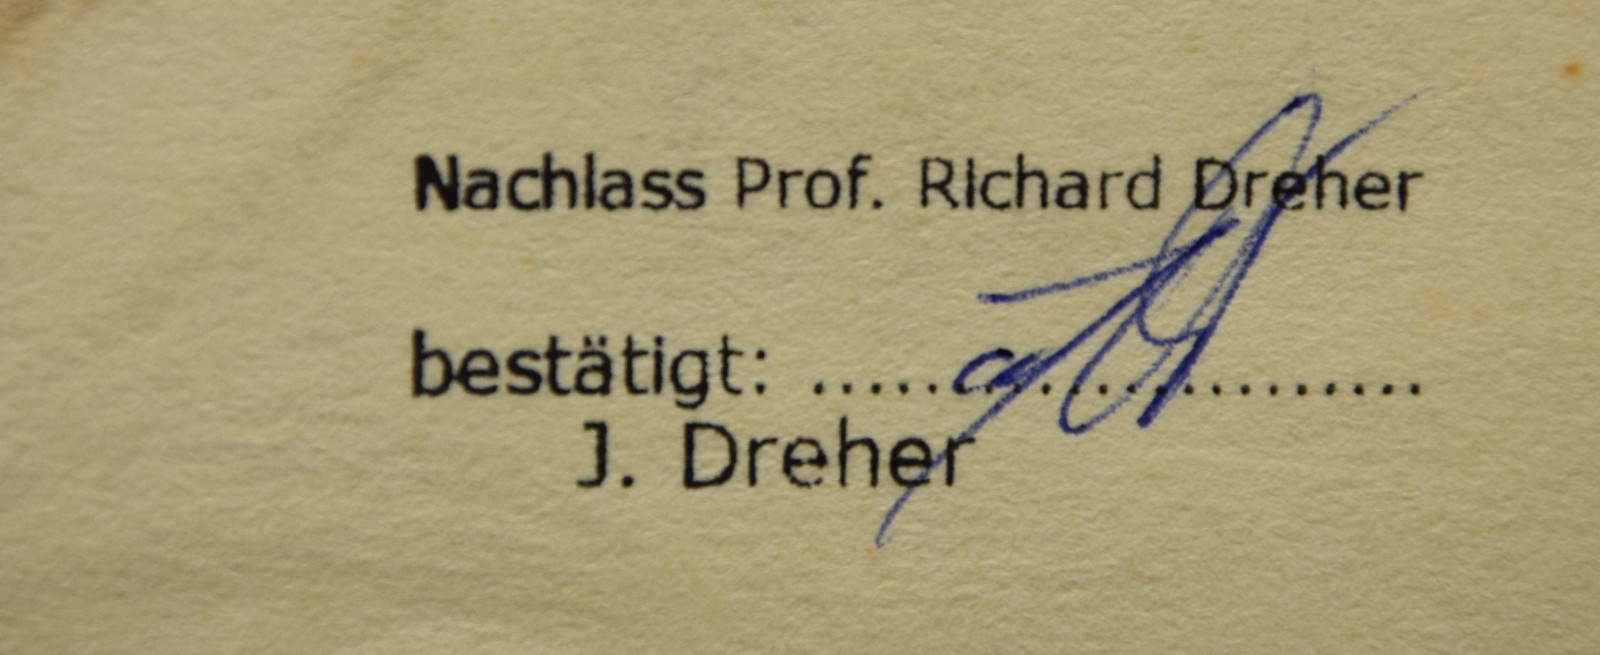 Nachlass Prof. Richard Dreher
bestätigt: ........................
J. Dreher